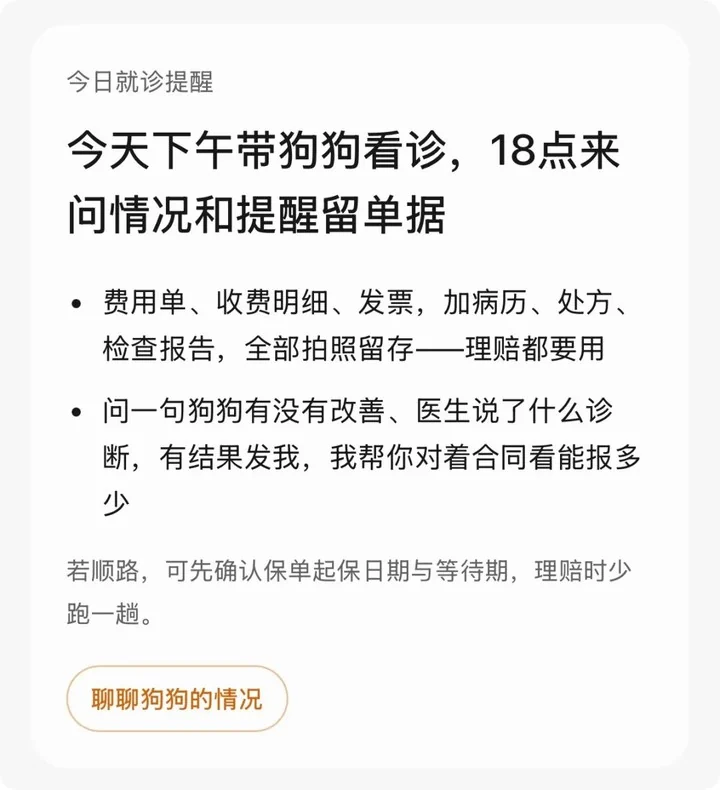 今日就诊提醒
今天下午带狗狗看诊，18点来
问情况和提醒留单据
• 费用单、收费明细、发票，加病历、处方、
检查报告，全部拍照留存——理赔都要用
• 问一句狗狗有没有改善、医生说了什么诊
断，有结果发我，我帮你对着合同看能报多
少
若顺路，可先确认保单起保日期与等待期，理赔时少
跑一趟。
聊聊狗狗的情况